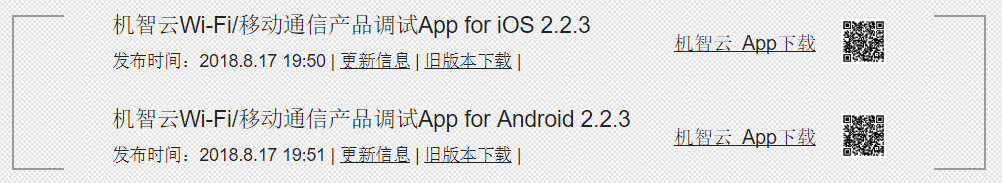 机智云Wi-Fi/移动通信产品调试App for iOS 2.2.3
机智云 App下载
发布时间：2018.8.17 19:50 | 更新信息 | 旧版本下载 |
机智云Wi-Fi/移动通信产品调试App for Android 2.2.3
机智云 App下载
发布时间：2018.8.17 19:51 | 更新信息 | 旧版本下载 |